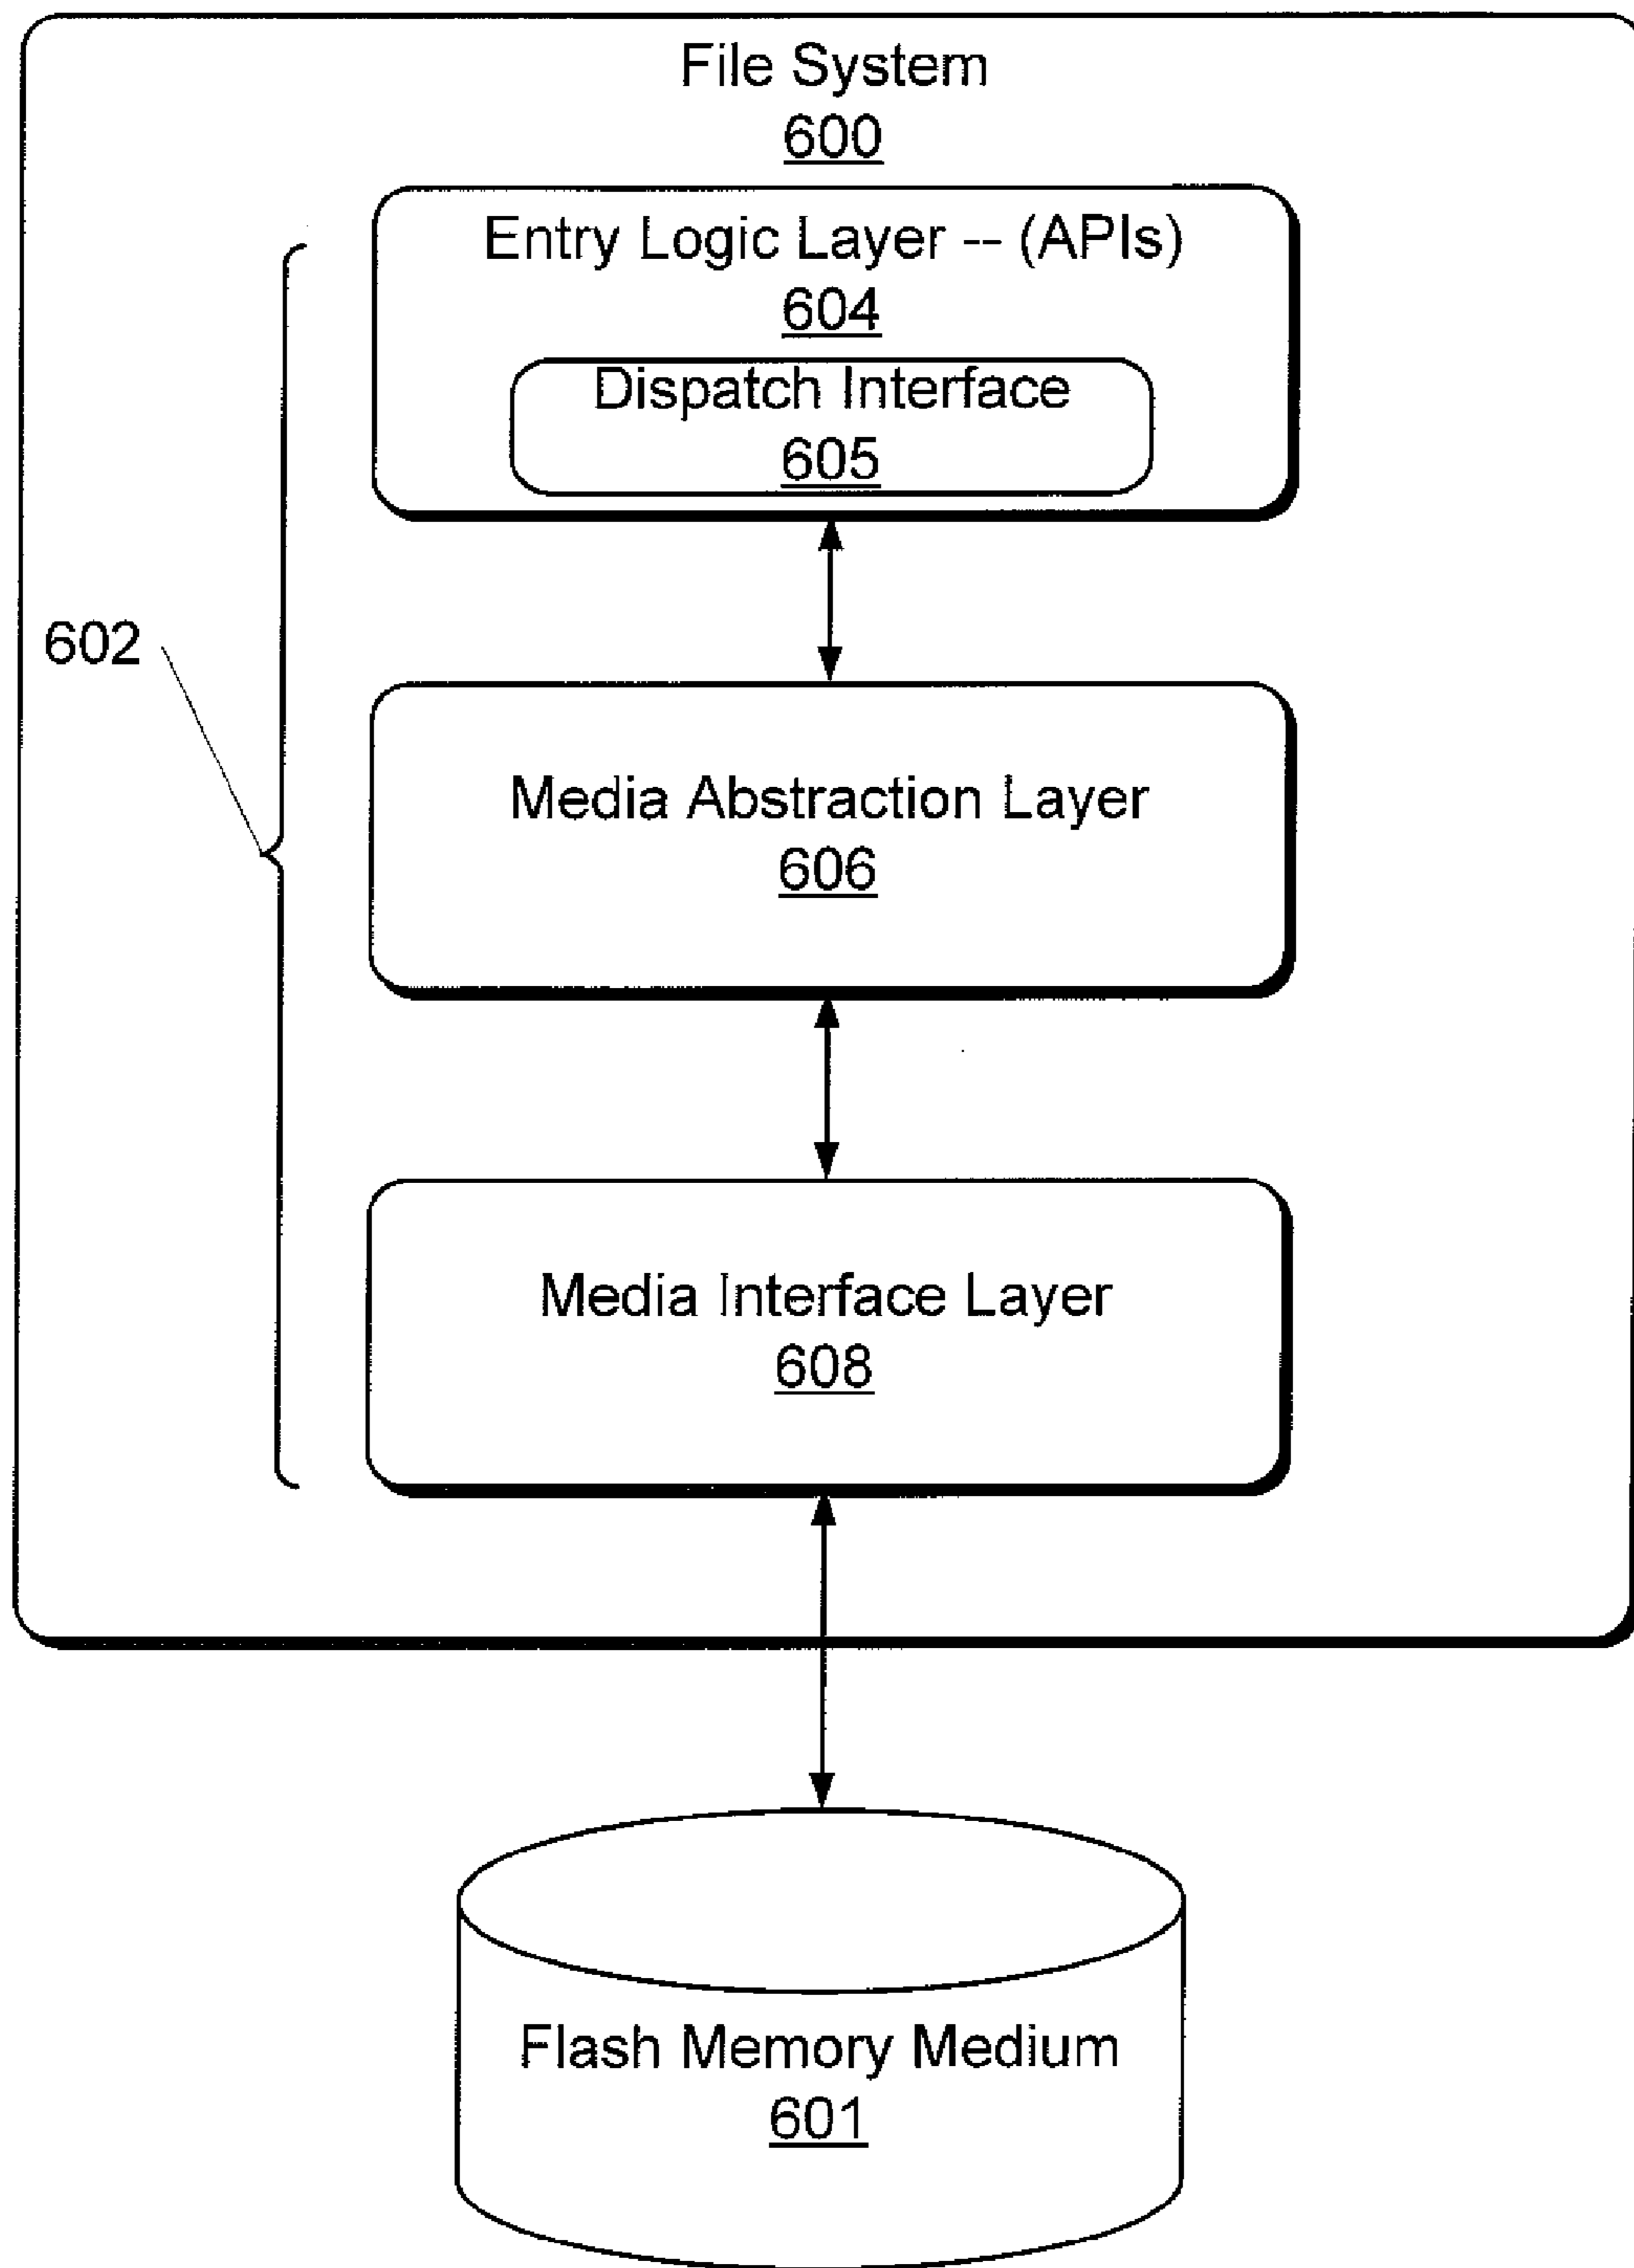 File System
600
Entry Logic Layer -- (APIs)
604
Dispatch Interface
605
602
Media Abstraction Layer
606
Media Interface Layer
608
Flash Memory Medium
601